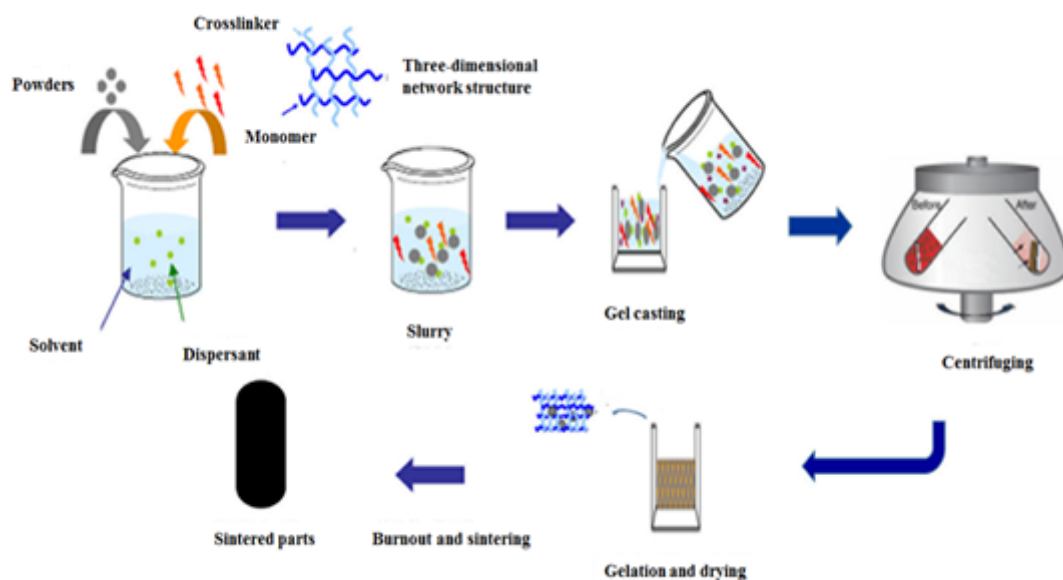 Crosslinker
Powders
Three-dimensional
network structure
Monomer
Before
After
Gel casting
Slurry
Solvent
Dispersant
Centrifuging
Sintered parts
Burnout and sintering
Gelation and drying